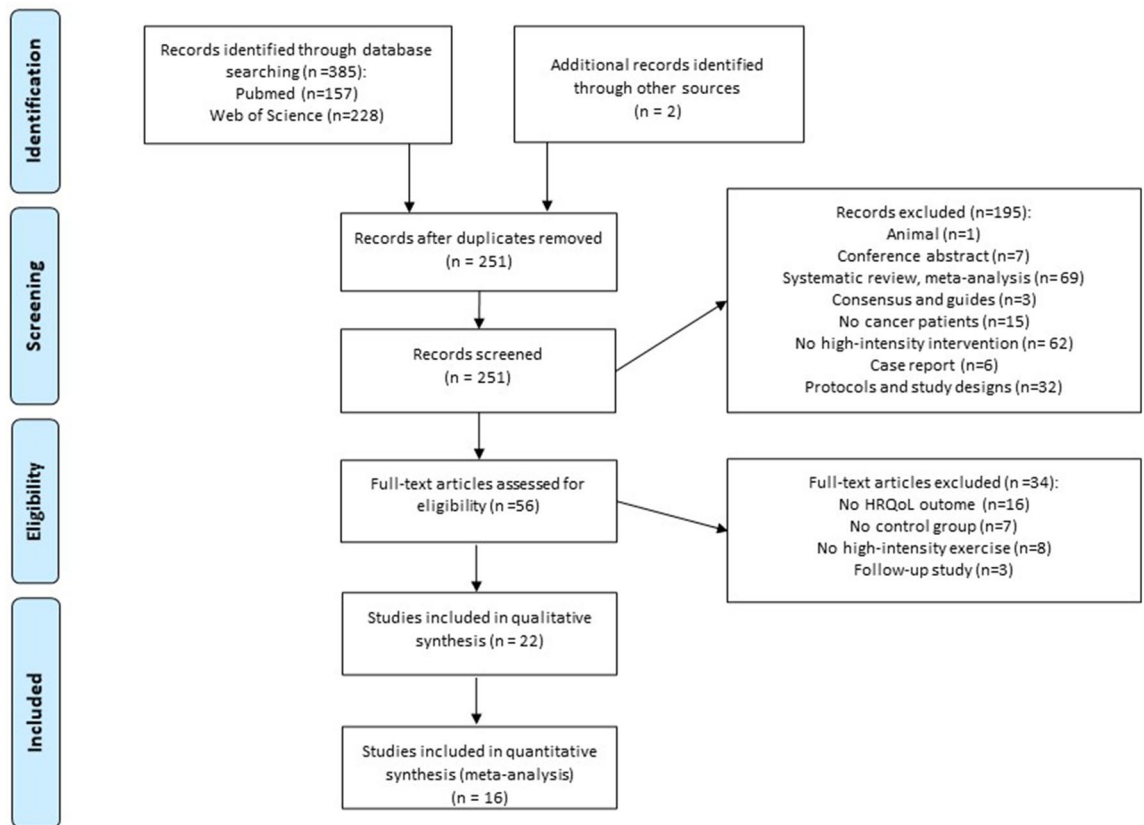 Identification
Records identified through database
searching (n =385):
Pubmed (n=157)
Web of Science (n=228)
Additional records identified
through other sources
(n = 2)
Screening
Records after duplicates removed
(n = 251)
Records screened
(n = 251)
Records excluded (n=195):
Animal (n=1)
Conference abstract (n=7)
Systematic review, meta-analysis (n= 69)
Consensus and guides (n=3)
No cancer patients (n=15)
No high-intensity intervention (n= 62)
Case report (n=6)
Protocols and study designs (n=32)
Eligibility
Full-text articles assessed for
eligibility (n =56)
Full-text articles excluded (n =34):
No HRQoL outome (n=16)
No control group (n=7)
No high-intensity exercise (n=8)
Follow-up study (n=3)
Included
Studies included in qualitative
synthesis (n = 22)
Studies included in quantitative
synthesis (meta-analysis)
(n = 16)